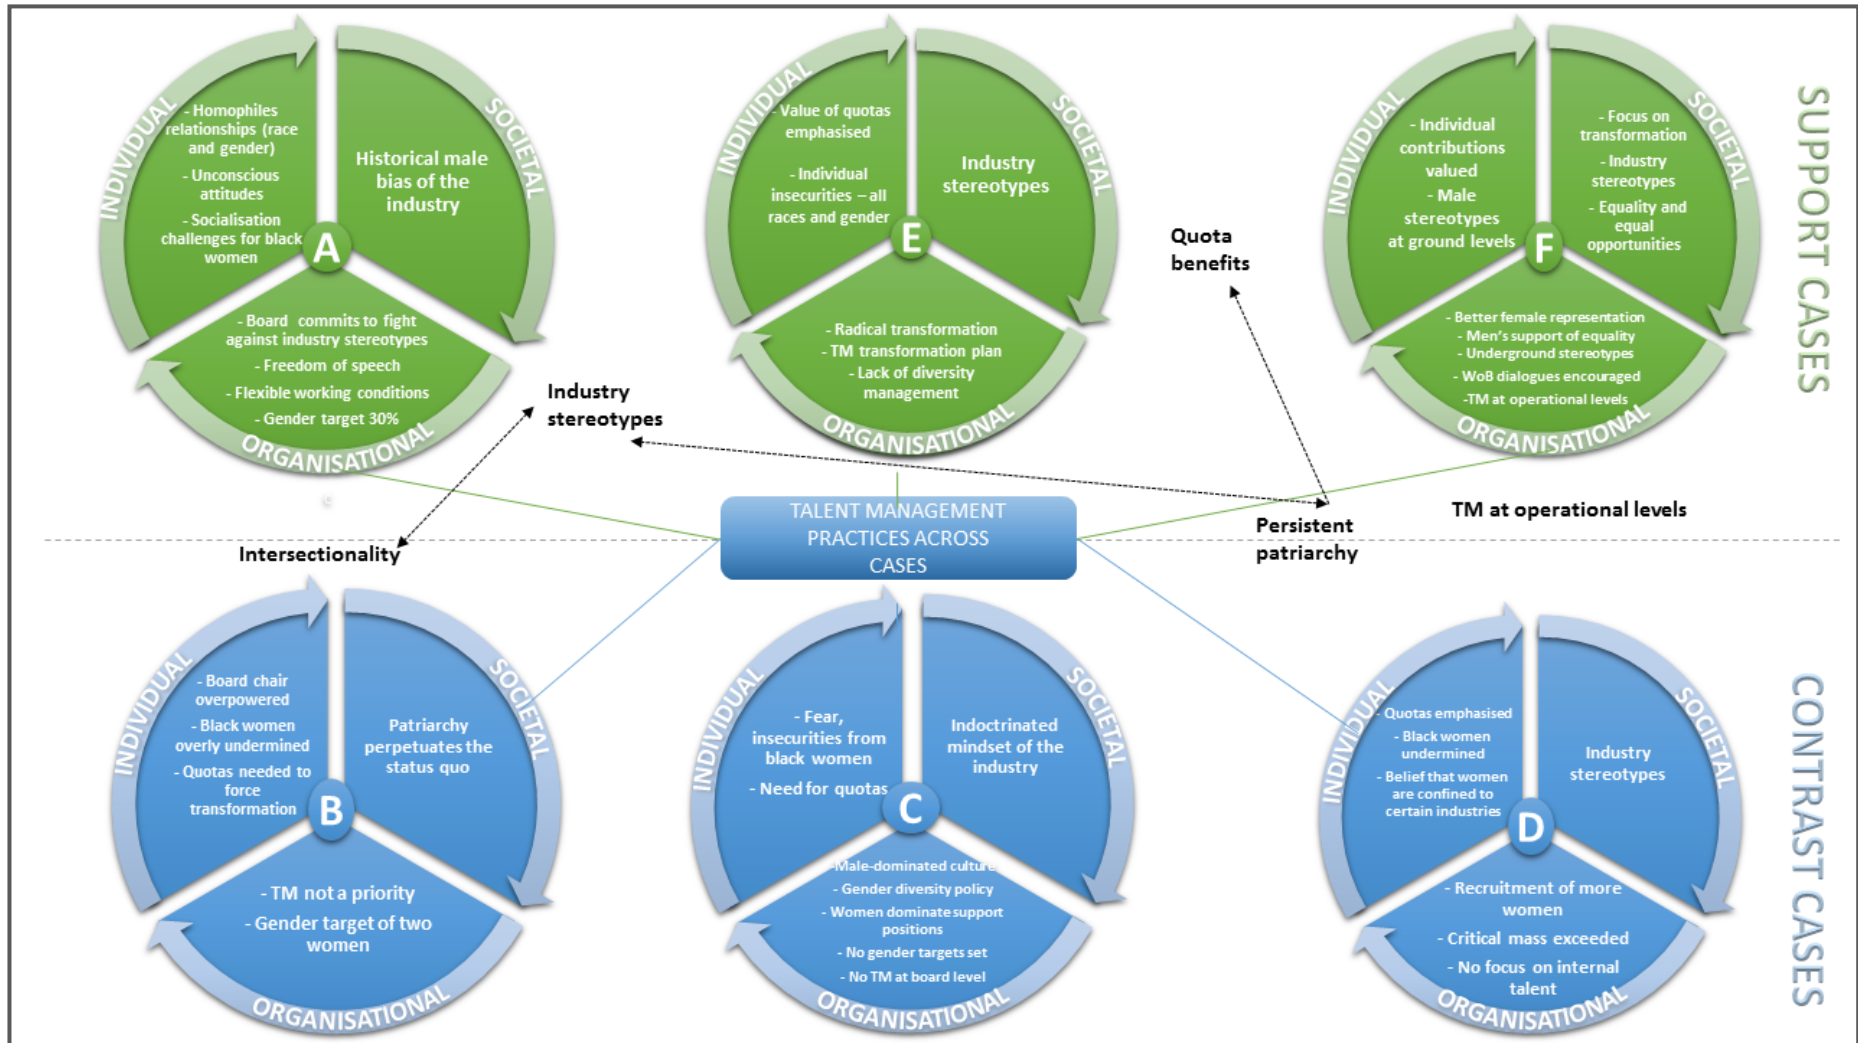 INDIVIDUAL
- Homophiles
relationships (race
and gender)
- Unconscious
attitudes
- Socialisation
challenges for black
women
SOCIETAL
Historical male
bias of the
industry
A
- Board commits to fight
against industry stereotypes
- Freedom of speech
- Flexible working conditions
- Gender target 30%
ORGANISATIONAL
INDIVIDUAL
- Value of quotas
emphasised
- Individual
insecurities – all
races and gender
SOCIETAL
Industry
stereotypes
E
- Radical transformation
- TM transformation plan
- Lack of diversity
management
ORGANISATIONAL
INDIVIDUAL
- Individual
contributions
valued
- Male
stereotypes
at ground levels
SOCIETAL
- Focus on
transformation
- Industry
stereotypes
- Equality and
equal
opportunities
F
- Better female representation
- Men's support of equality
- Underground stereotypes
- WoB dialogues encouraged
-TM at operational levels
ORGANISATIONAL
SUPPORT CASES
Quota
benefits
Industry
stereotypes
Intersectionality
TALENT MANAGEMENT
PRACTICES ACROSS
CASES
Persistent
patriarchy
TM at operational levels
INDIVIDUAL
- Board chair
overpowered
- Black women
overly undermined
- Quotas needed to
force
transformation
SOCIETAL
Patriarchy
perpetuates the
status quo
B
- TM not a priority
- Gender target of two
women
ORGANISATIONAL
INDIVIDUAL
- Fear,
insecurities from
black women
- Need for quotas
SOCIETAL
Indoctrinated
mindset of the
industry
C
-Male-dominated culture
- Gender diversity policy
- Women dominate support
positions
- No gender targets set
- No TM at board level
ORGANISATIONAL
INDIVIDUAL
- Quotas emphasised
- Black women
undermined
- Belief that women
are confined to
certain industries
SOCIETAL
Industry
stereotypes
D
- Recruitment of more
women
- Critical mass exceeded
- No focus on internal
talent
ORGANISATIONAL
CONTRAST CASES